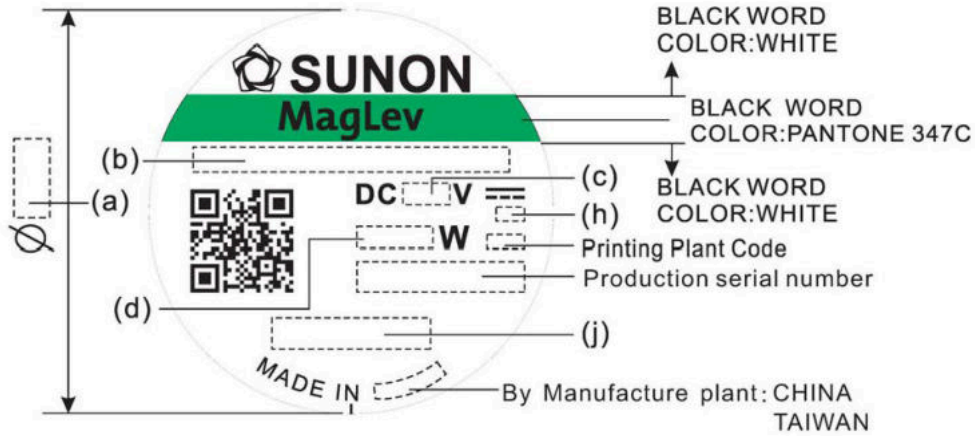 BLACK WORD
COLOR:WHITE
SUNON
MagLev
BLACK WORD
COLOR:PANTONE 347C
(b)
(a)
Ø
DC V
(c)
BLACK WORD
COLOR:WHITE
(h)
W
Printing Plant Code
Production serial number
(d)
(j)
MADE IN
By Manufacture plant: CHINA
TAIWAN